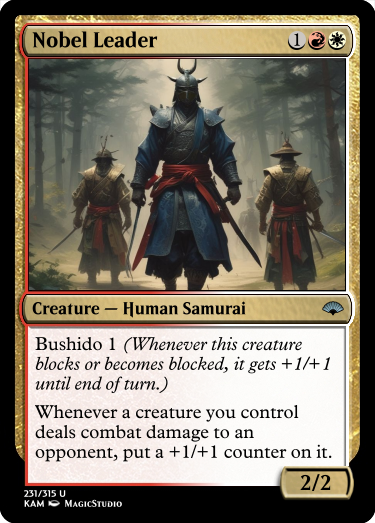 Nobel Leader 1
Creature — Human Samurai
Bushido 1 (Whenever this creature
blocks or becomes blocked, it gets +1/+1
until end of turn.)
Whenever a creature you control
deals combat damage to an
opponent, put a +1/+1 counter on it.
2/2
231/315 U
KAM MagicStudio